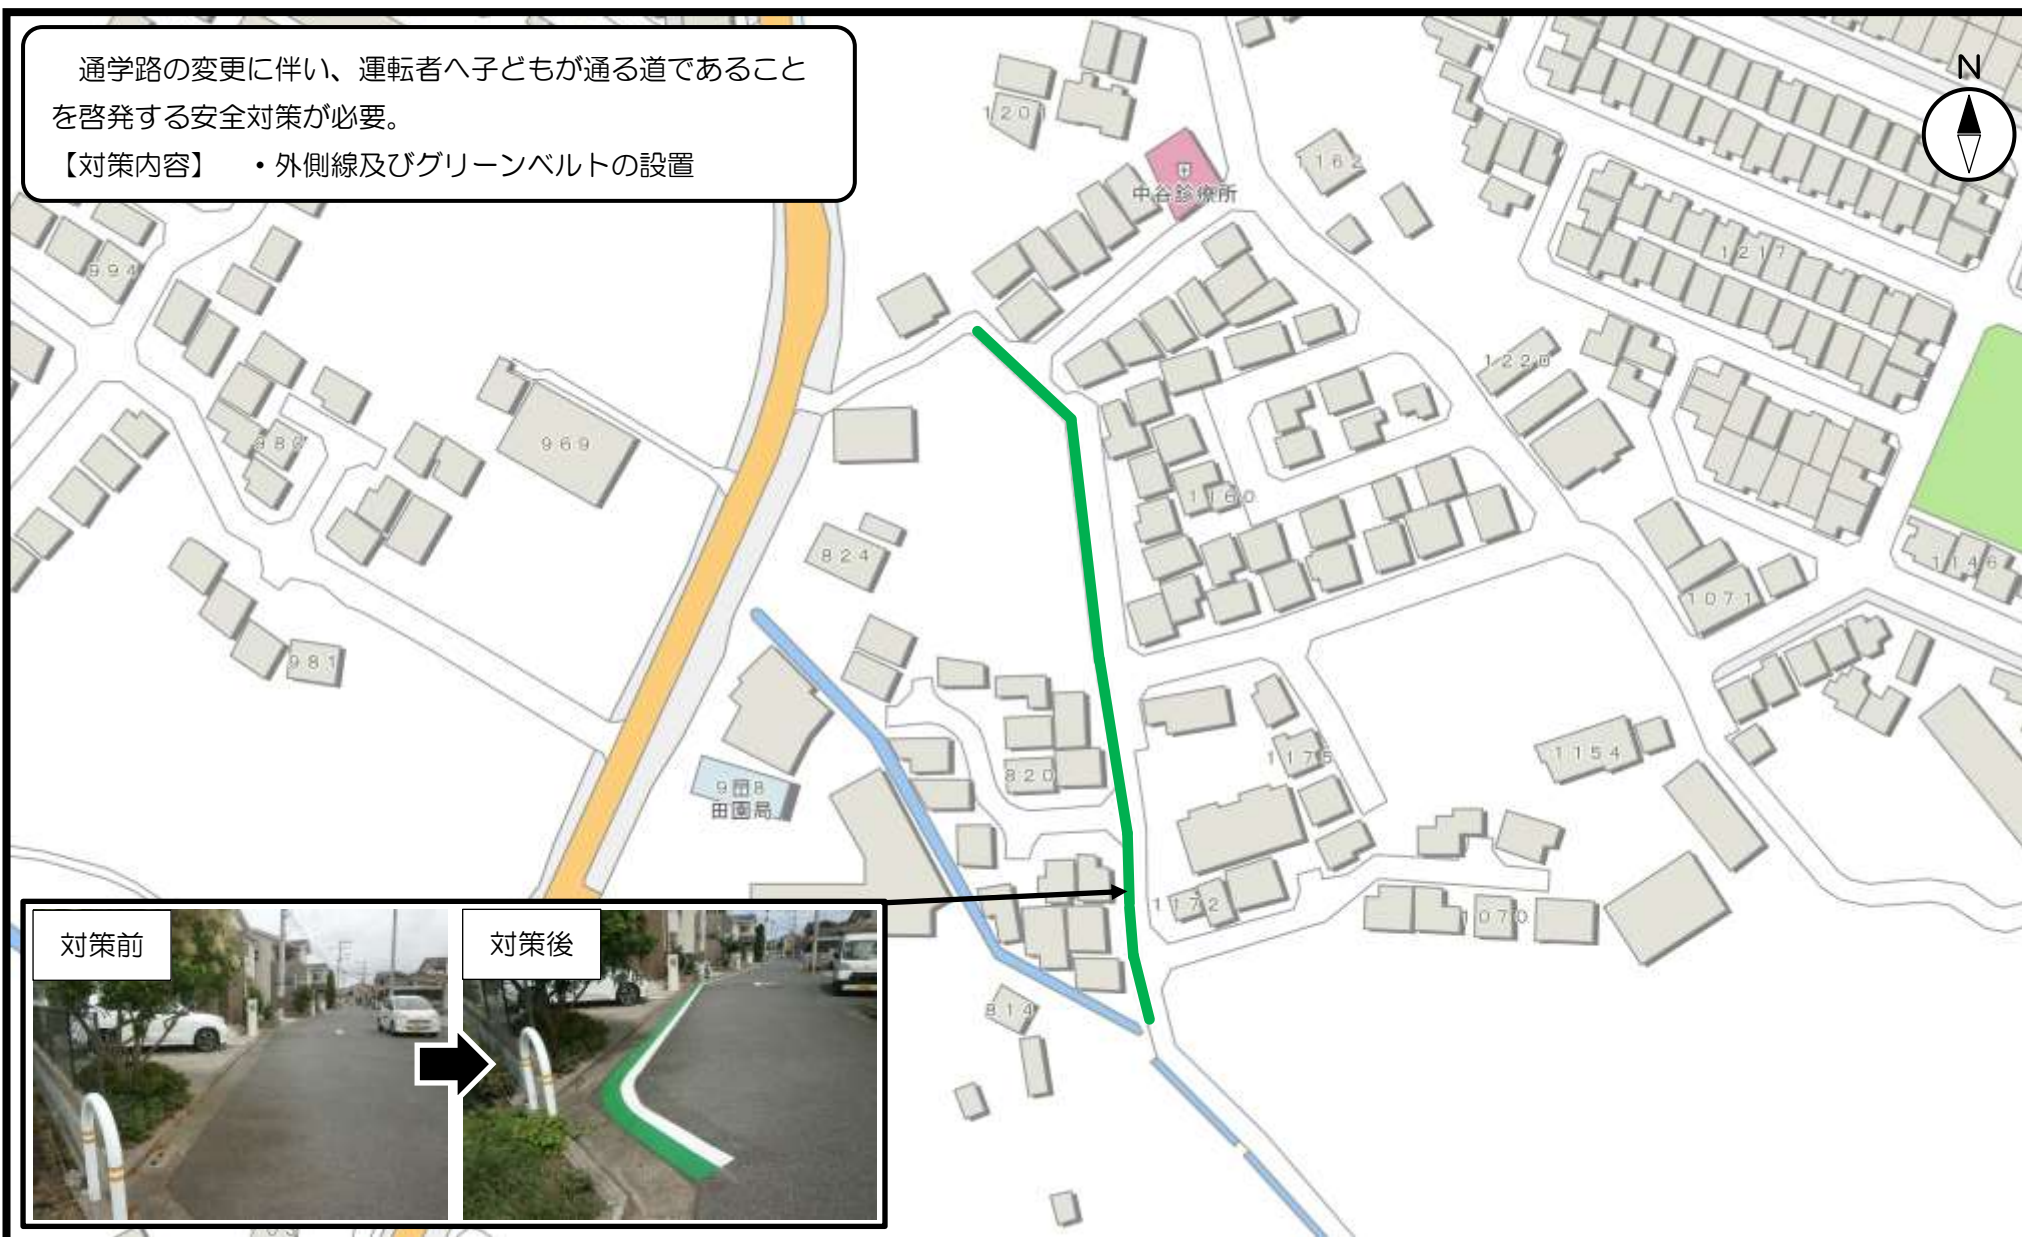 通学路の変更に伴い、運転者へ子どもが通る道であること
を啓発する安全対策が必要。
【対策内容】　・外側線及びグリーンベルトの設置
N
1201
1162
中谷診療所
994
1217
1220
980
969
1160
824
1146
1071
981
1175
1154
820
978
田園局
1172
1070
814
対策前
対策後